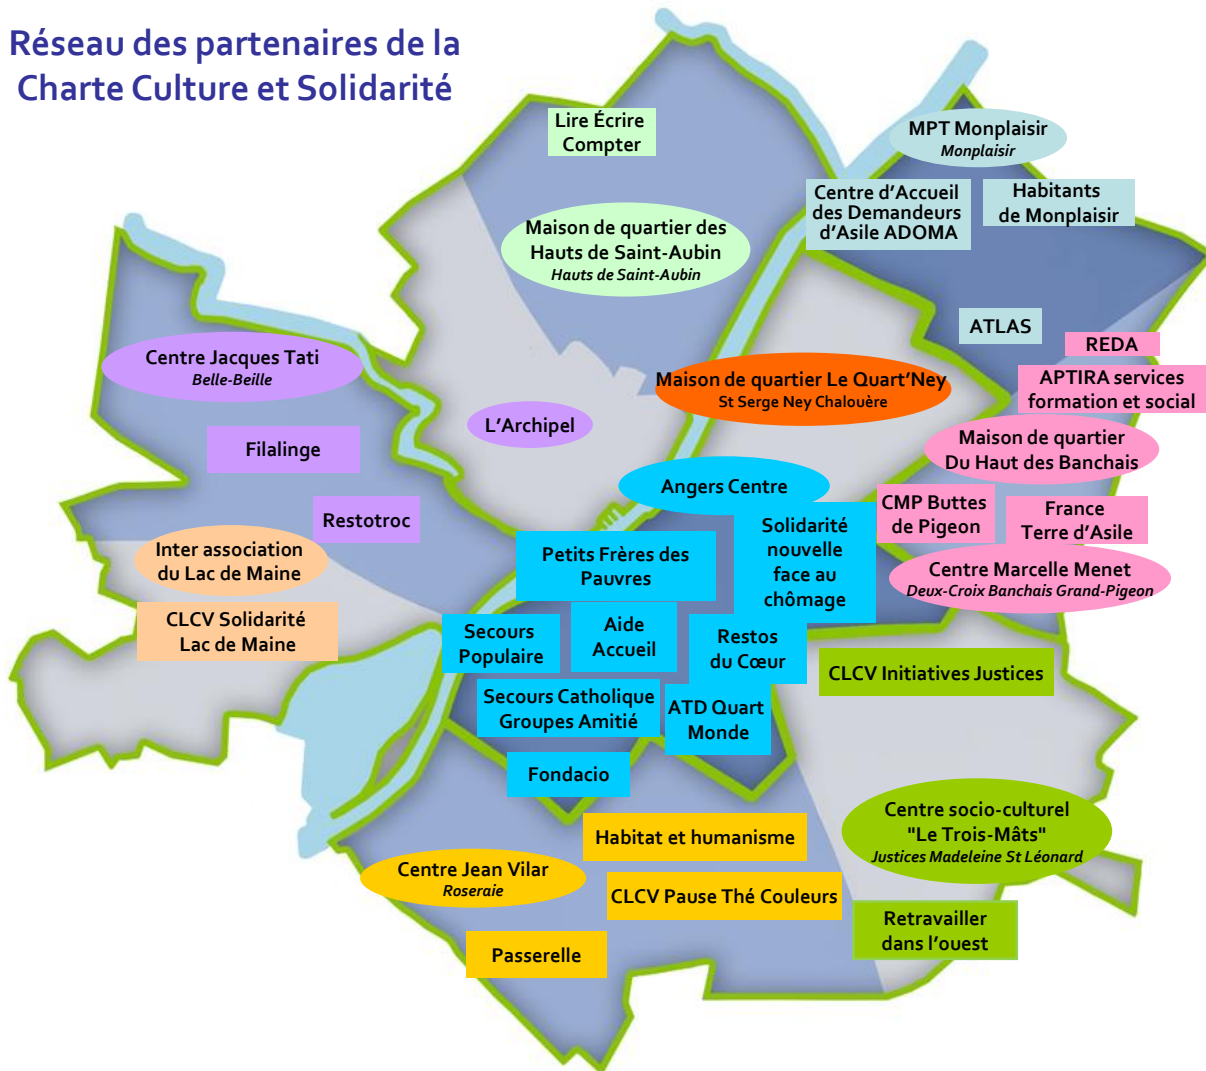 Réseau des partenaires de la
Charte Culture et Solidarité
Lire Écrire
Compter
MPT Monplaisir
Monplaisir
Centre d’Accueil
des Demandeurs
d’Asile ADOMA
Habitants
de Monplaisir
Maison de quartier des
Hauts de Saint-Aubin
Hauts de Saint-Aubin
ATLAS
REDA
Centre Jacques Tati
Belle-Beille
Maison de quartier Le Quart’Ney
St Serge Ney Chalouère
APTIRA services
formation et social
L’Archipel
Filalinge
Maison de quartier
Du Haut des Banchais
Angers Centre
Restotroc
CMP Buttes
de Pigeon
France
Terre d’Asile
Solidarité
nouvelle
face au
chômage
Inter association
du Lac de Maine
Petits Frères des
Pauvres
Centre Marcelle Menet
Deux-Croix Banchais Grand-Pigeon
CLCV Solidarité
Lac de Maine
Secours
Populaire
Aide
Accueil
Restos
du Cœur
CLCV Initiatives Justices
Secours Catholique
Groupes Amitié
ATD Quart
Monde
Fondacio
Habitat et humanisme
Centre socio-culturel
"Le Trois-Mâts"
Justices Madeleine St Léonard
Centre Jean Vilar
Roseraie
CLCV Pause Thé Couleurs
Retravailler
dans l’ouest
Passerelle